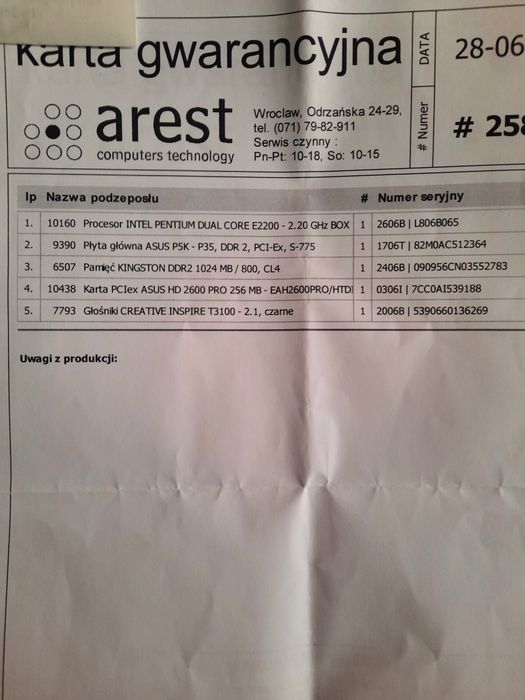 karta gwarancyjna
DATA
28-06
arest
computers technology
Wroclaw, Odrzańska 24-29,
tel. (071) 79-82-911
Serwis czynny :
Pn-Pt: 10-18, So: 10-15
# Numer
# 258
lp Nazwa podzepołu # Numer seryjny
1. 10160 Procesor INTEL PENTIUM DUAL CORE E2200 - 2.20 GHz BOX 1 2606B | L806B065
2. 9390 Płyta główna ASUS P5K - P35, DDR 2, PCI-Ex, S-775 1 1706T | 82M0AC512364
3. 6507 Pamięć KINGSTON DDR2 1024 MB / 800, CL4 1 2406B | 090956CN03552783
4. 10438 Karta PCIex ASUS HD 2600 PRO 256 MB - EAH2600PRO/HTD 1 0306I | 7CC0AI539188
5. 7793 Głośniki CREATIVE INSPIRE T3100 - 2.1, czarne 1 2006B | 5390660136269
Uwagi z produkcji: